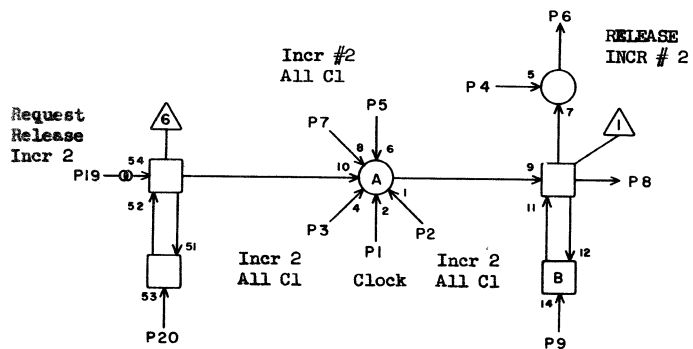 P6
RELEASE
INCR # 2
Incr #2
All Cl
P4
5
7
P5
P7
8
6
Request
Release
Incr 2
6
1
54
P19
10
A
9
P8
52
4
2
1
11
P3
P2
51
P1
12
Incr 2
All Cl
Clock
Incr 2
All Cl
53
14
B
P20
P9